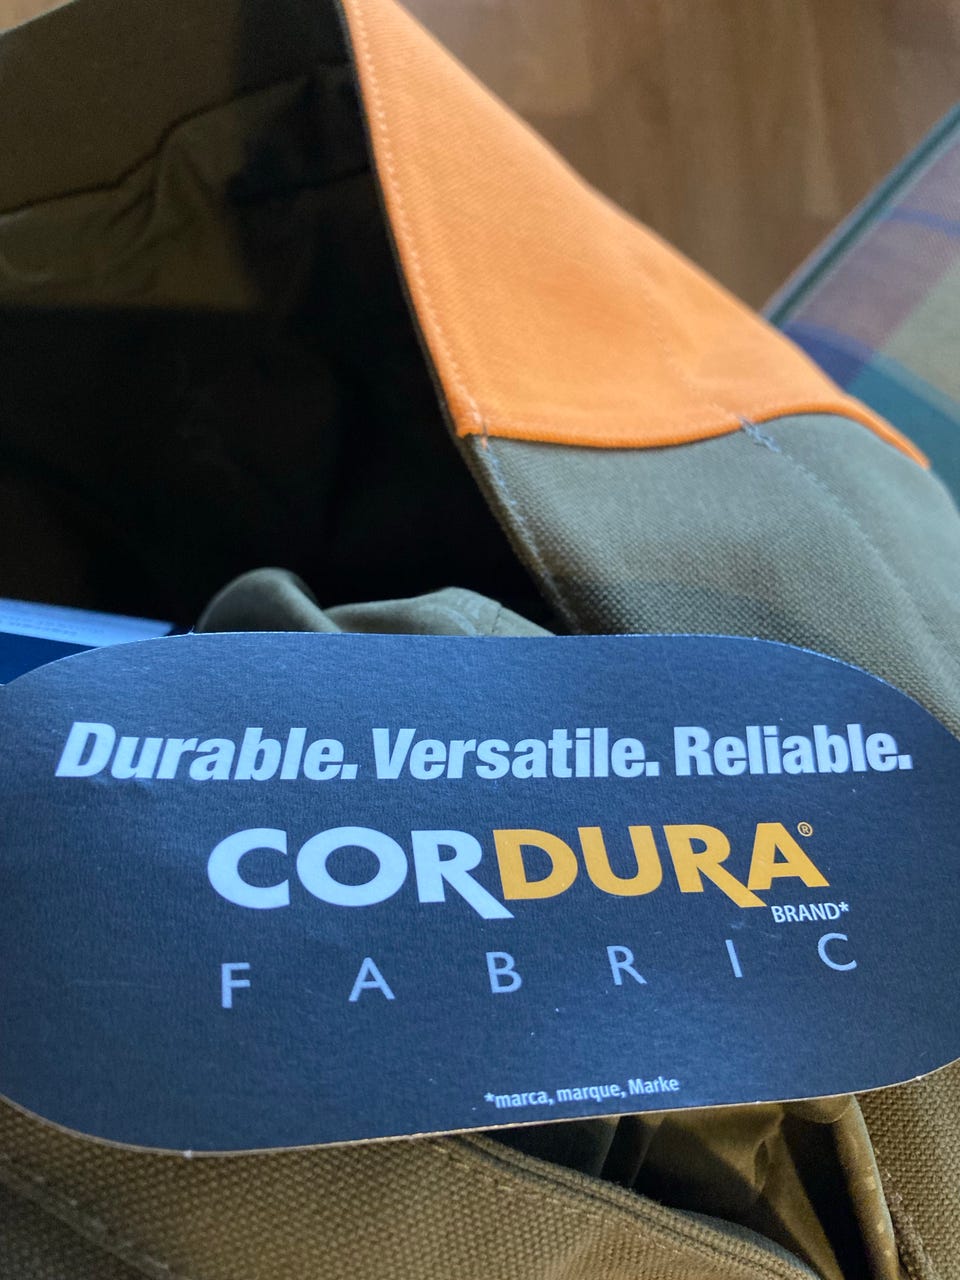 Durable. Versatile. Reliable.
CORDURA®
BRAND*
FABRIC
*marca, marque, Marke